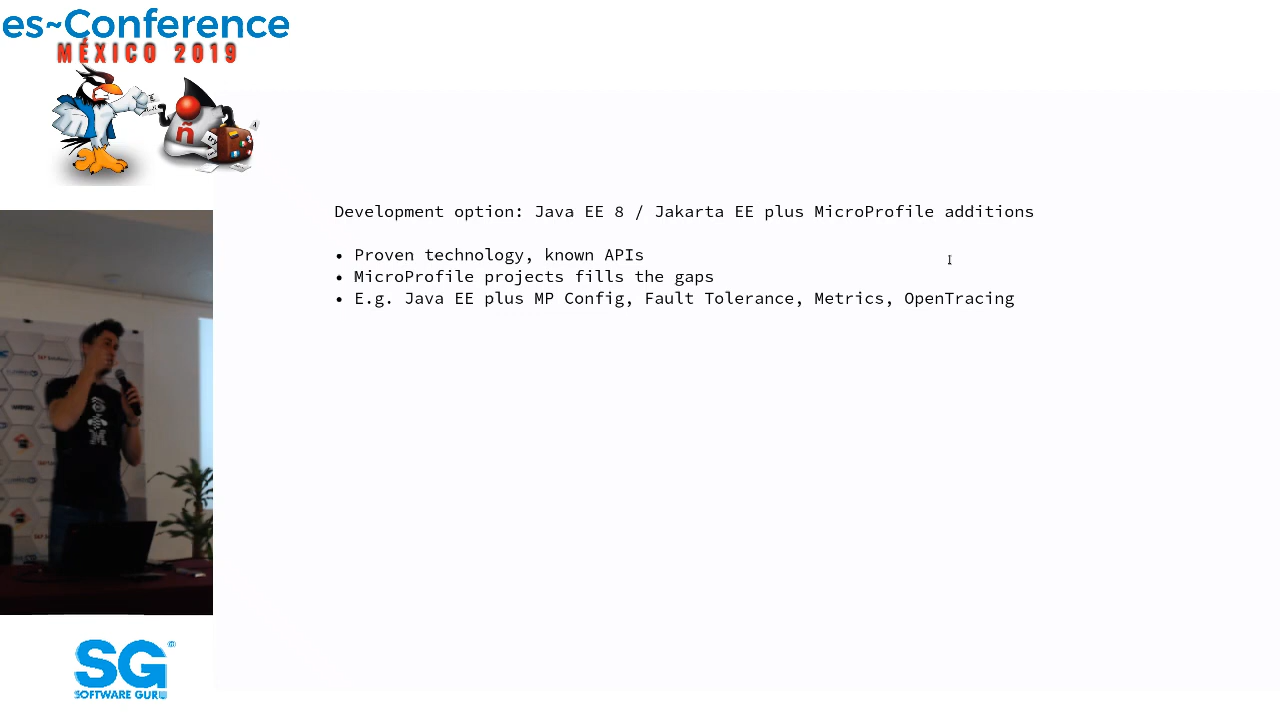 es~Conference
MÉXICO 2019
ñ
Development option: Java EE 8 / Jakarta EE plus MicroProfile additions
• Proven technology, known APIs
• MicroProfile projects fills the gaps
• E.g. Java EE plus MP Config, Fault Tolerance, Metrics, OpenTracing
SG
SOFTWARE GURU